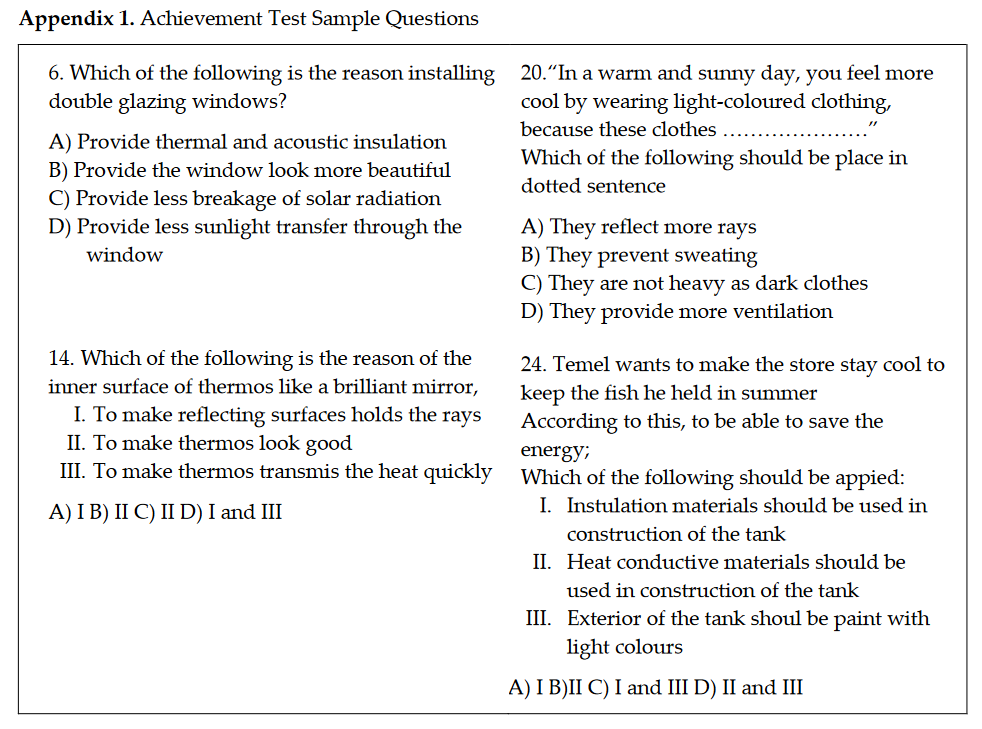 Appendix 1. Achievement Test Sample Questions
6. Which of the following is the reason installing
double glazing windows?
A) Provide thermal and acoustic insulation
B) Provide the window look more beautiful
C) Provide less breakage of solar radiation
D) Provide less sunlight transfer through the
window
14. Which of the following is the reason of the
inner surface of thermos like a brilliant mirror,
I. To make reflecting surfaces holds the rays
II. To make thermos look good
III. To make thermos transmis the heat quickly
A) I B) II C) II D) I and III
20.“In a warm and sunny day, you feel more
cool by wearing light-coloured clothing,
because these clothes …………………”
Which of the following should be place in
dotted sentence
A) They reflect more rays
B) They prevent sweating
C) They are not heavy as dark clothes
D) They provide more ventilation
24. Temel wants to make the store stay cool to
keep the fish he held in summer
According to this, to be able to save the
energy;
Which of the following should be appied:
I. Instulation materials should be used in
construction of the tank
II. Heat conductive materials should be
used in construction of the tank
III. Exterior of the tank shoul be paint with
light colours
A) I B)II C) I and III D) II and III